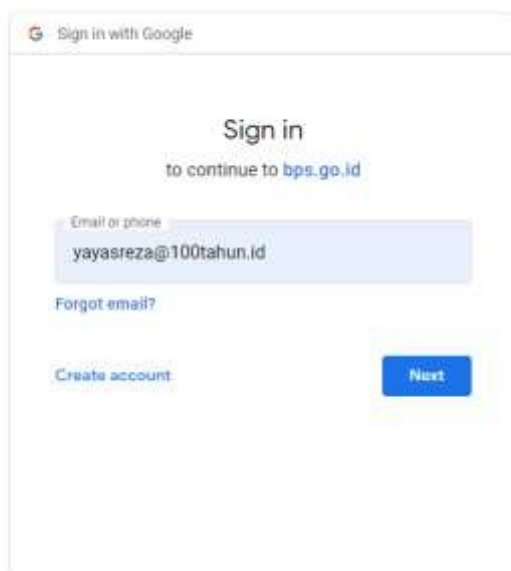 Sign in with Google
Sign in
to continue to bps.go.id
Email or phone
yayasreza@100tahun.id
Forgot email?
Create account
Next